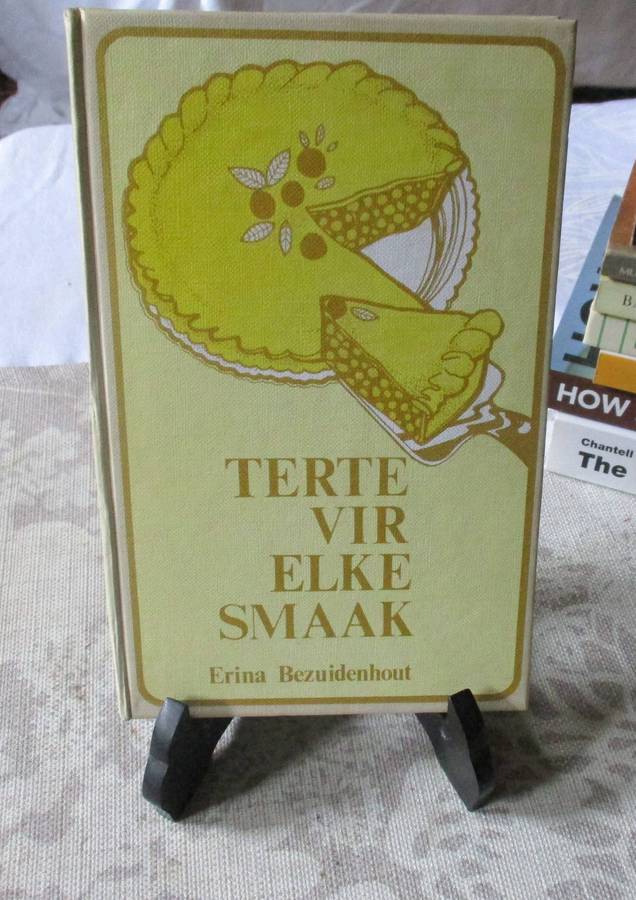 TERTE
VIR
ELKE
SMAAK
Erina Bezuidenhout
HOW
Chantell
The